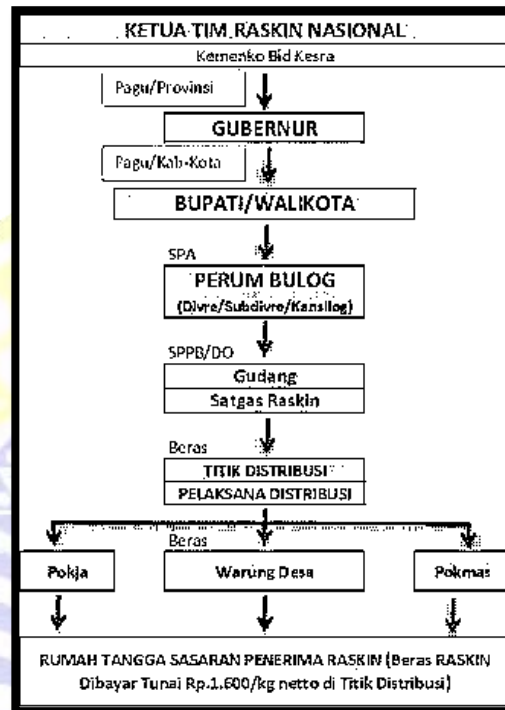 KETUA TIM RASKIN NASIONAL
Kemenko Bid Kesra
Pagu/Provinsi
GUBERNUR
Pagu/Kab-Kota
BUPATI/WALIKOTA
SPA
PERUM BULOG
(Divre/Subdivre/Kansilog)
SPPB/DO
Gudang
Satgas Raskin
Beras
TITIK DISTRIBUSI
PELAKSANA DISTRIBUSI
Beras
Pokja
Warung Desa
Pokmas
RUMAH TANGGA SASARAN PENERIMA RASKIN (Beras RASKIN
Dibayar Tunai Rp.1.600/kg netto di Titik Distribusi)